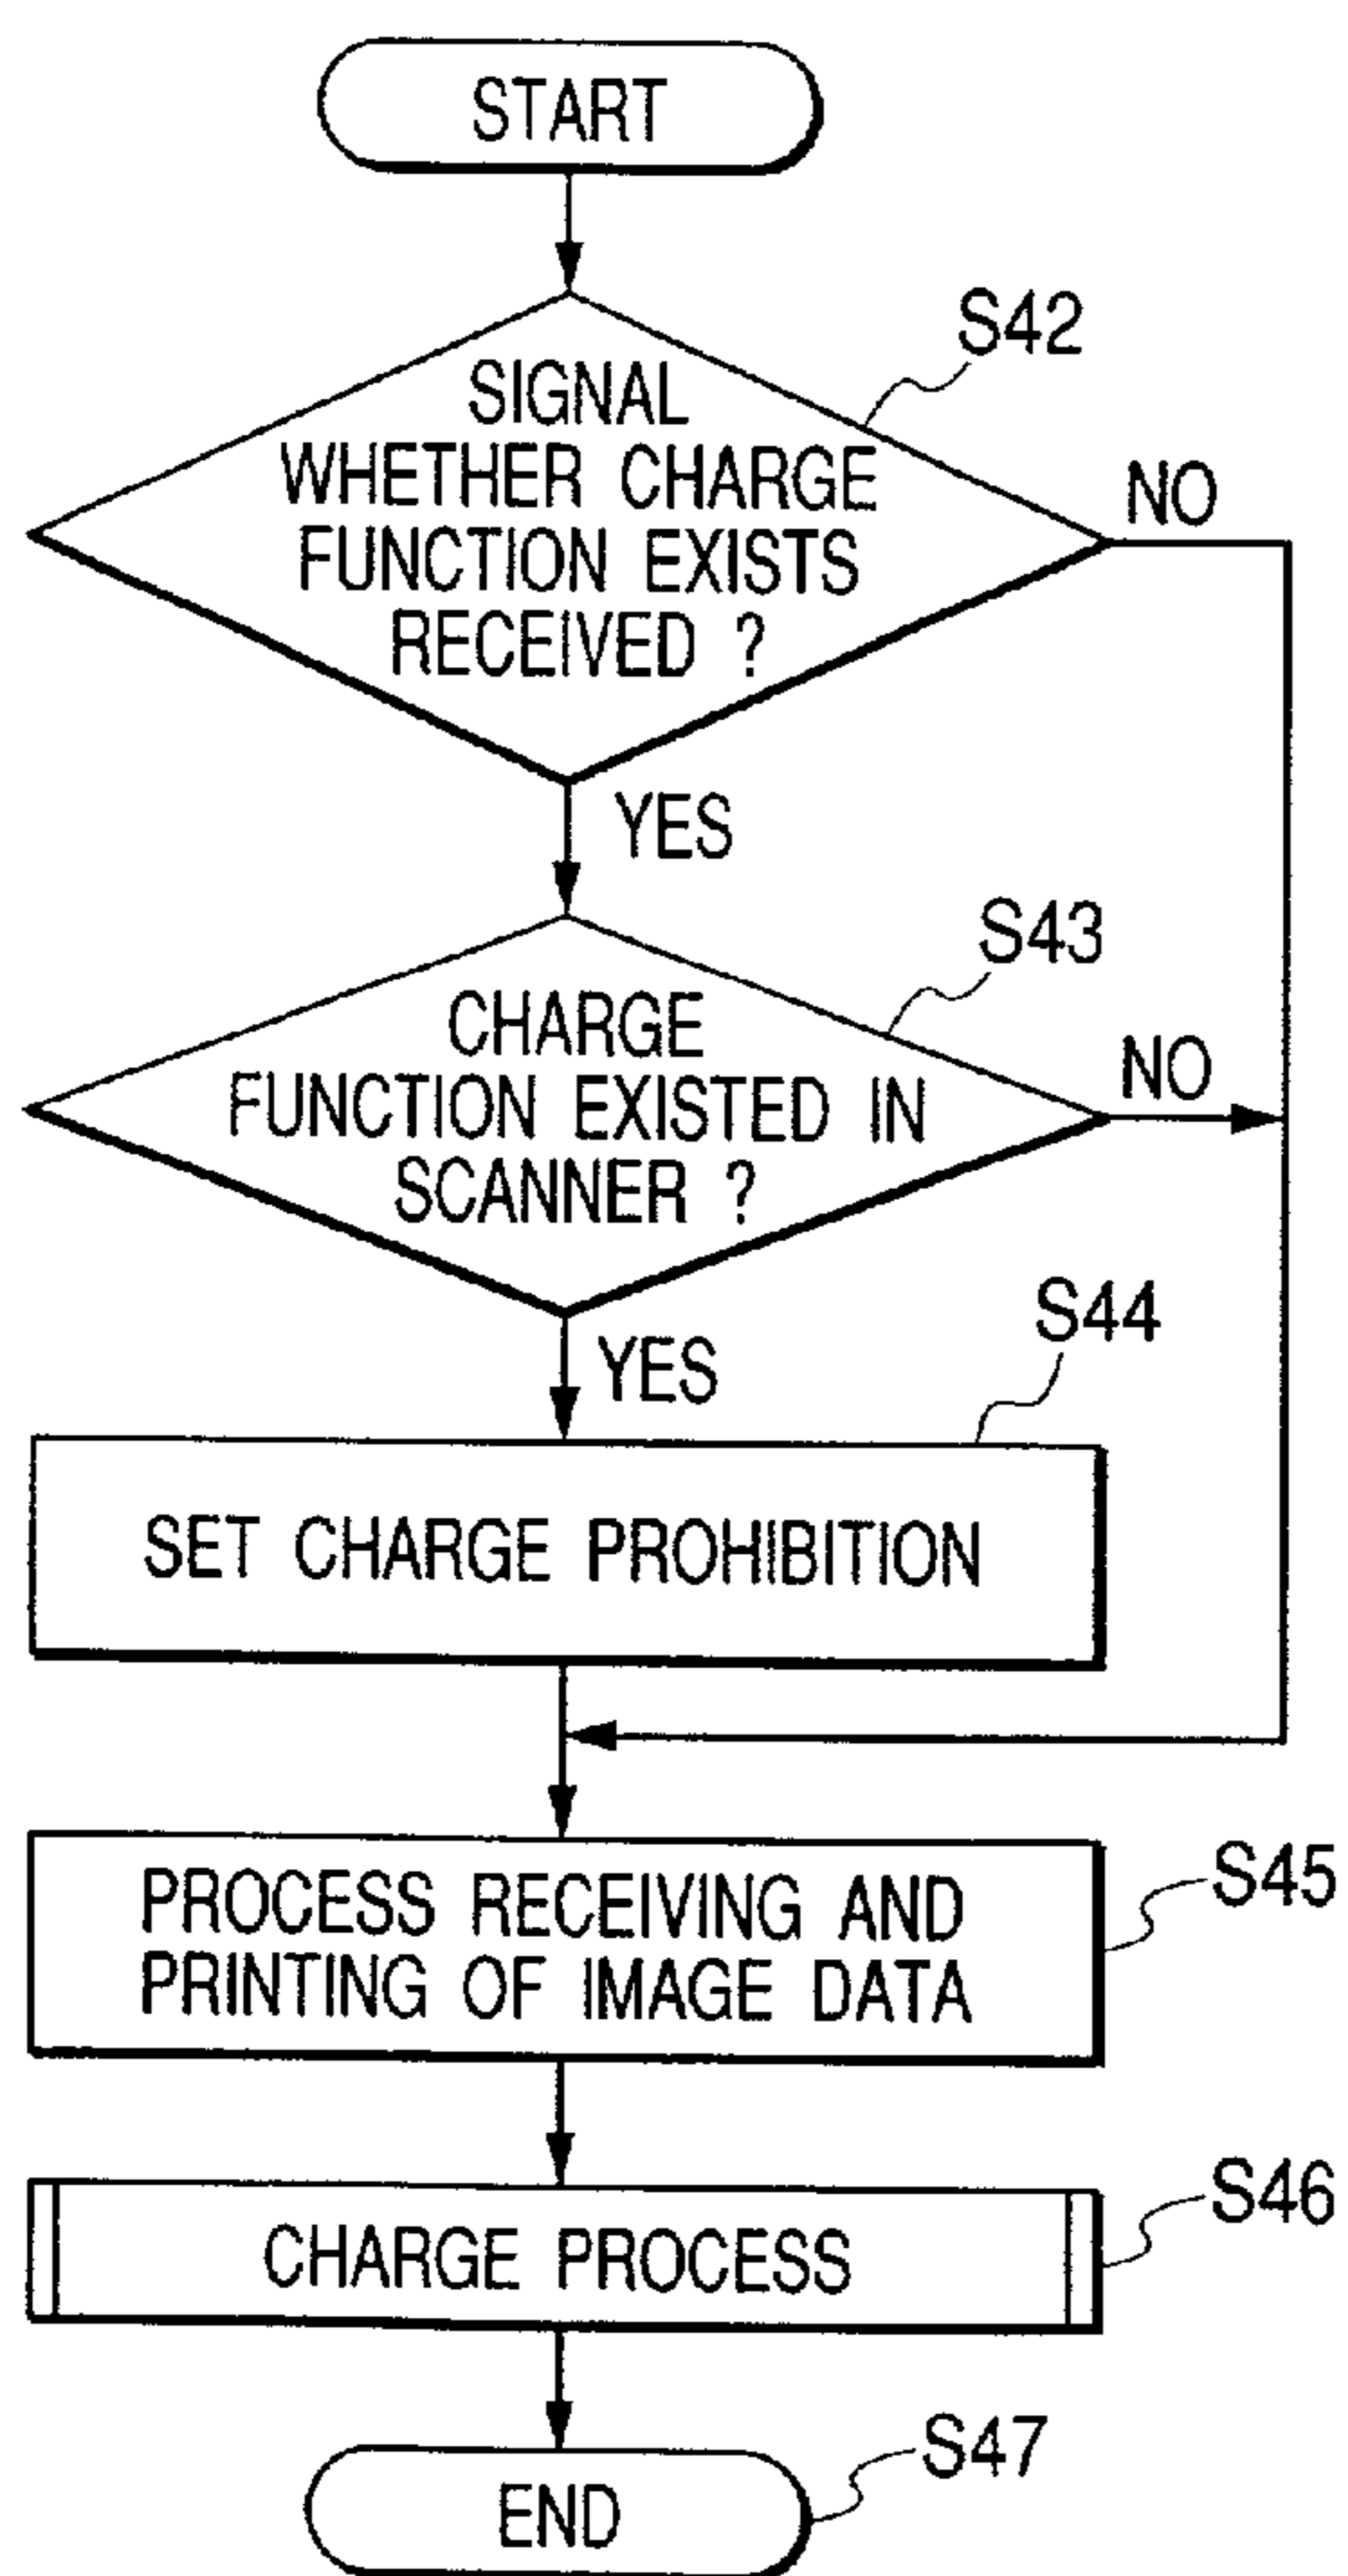 START
S42
SIGNAL
WHETHER CHARGE
FUNCTION EXISTS
RECEIVED ?
NO
YES
S43
CHARGE
FUNCTION EXISTED IN
SCANNER ?
NO
YES
S44
SET CHARGE PROHIBITION
S45
PROCESS RECEIVING AND
PRINTING OF IMAGE DATA
S46
CHARGE PROCESS
S47
END